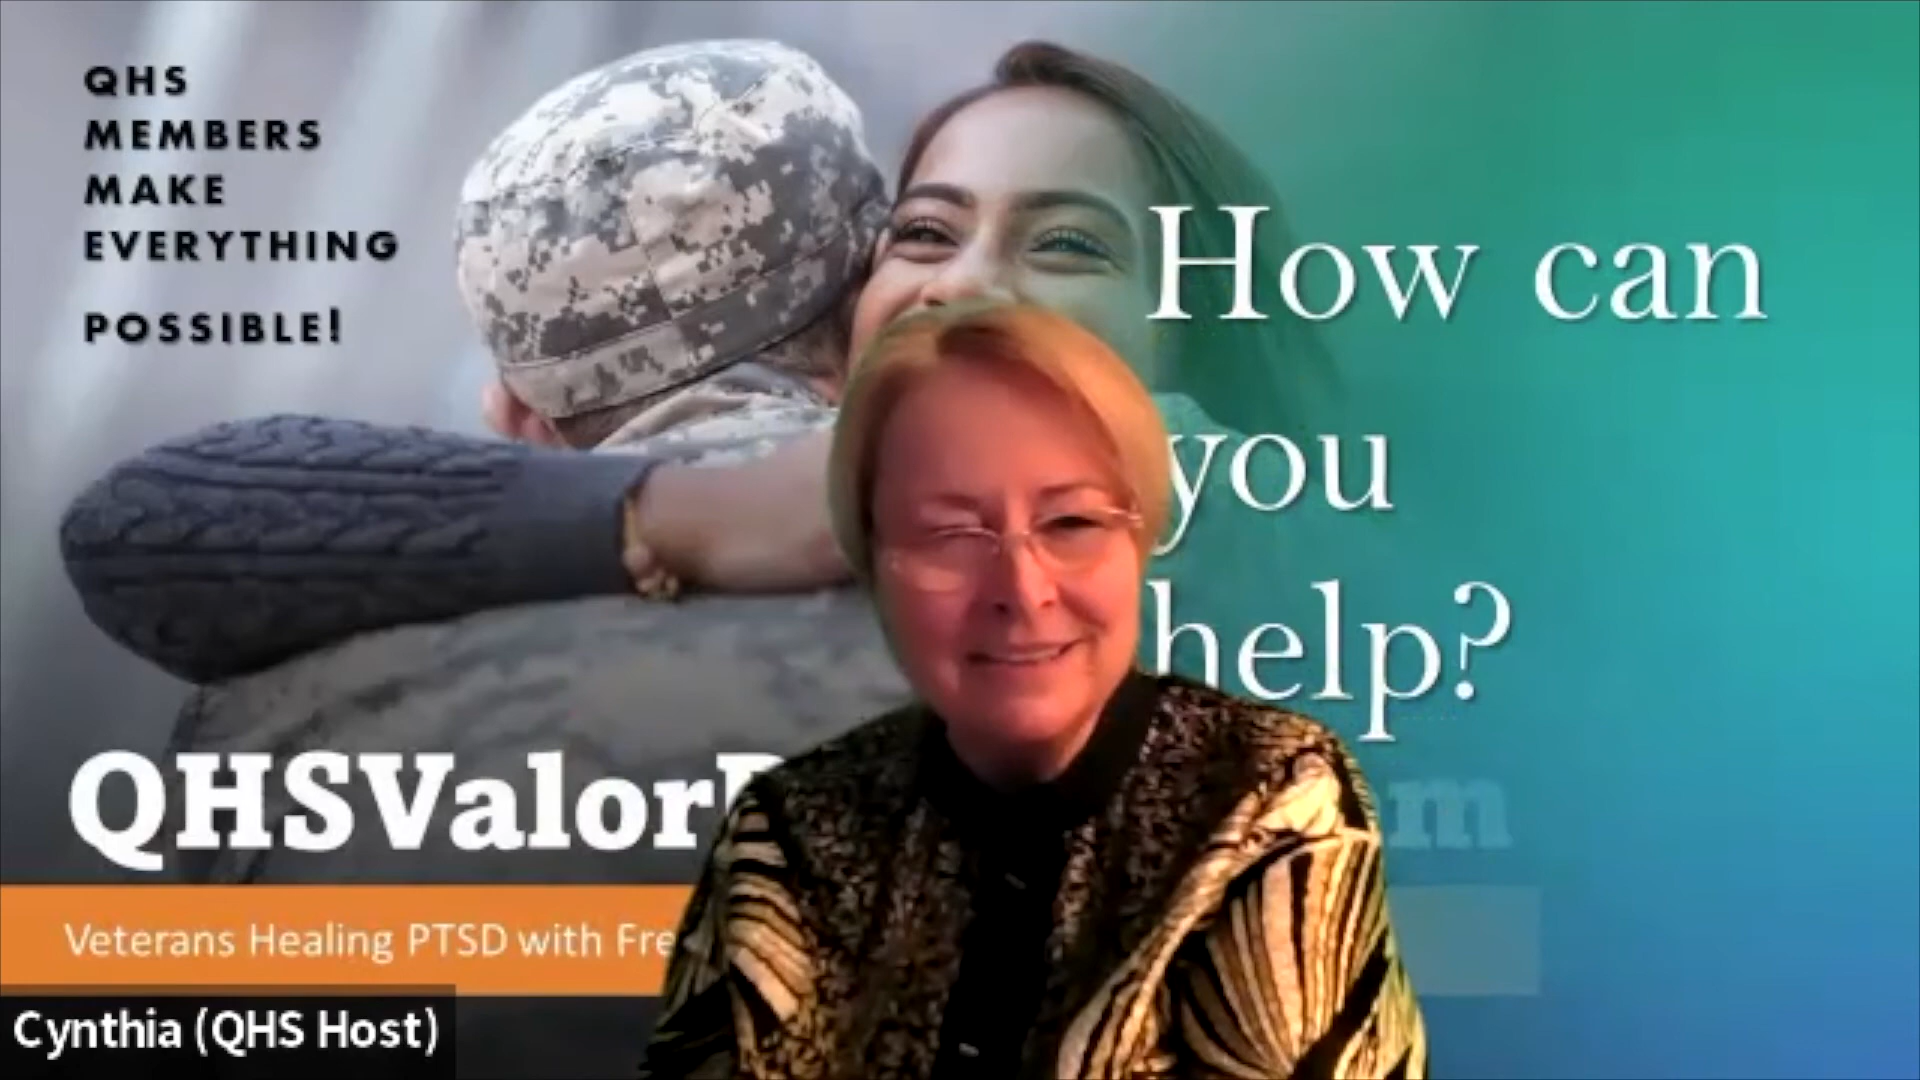 QHS
MEMBERS
MAKE
EVERYTHING
POSSIBLE!
How can
you
help?
QHSValor
Veterans Healing PTSD with
Cynthia (QHS Host)